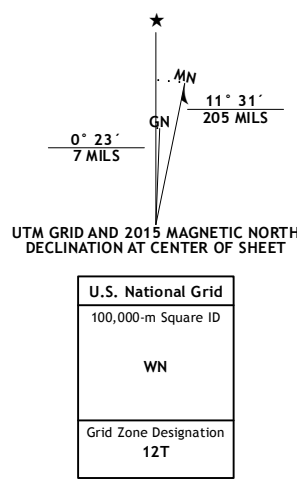 ★
MN
GN
11° 31´
205 MILS
0° 23´
7 MILS
UTM GRID AND 2015 MAGNETIC NORTH
DECLINATION AT CENTER OF SHEET
U.S. National Grid
100,000-m Square ID
WN
Grid Zone Designation
12T